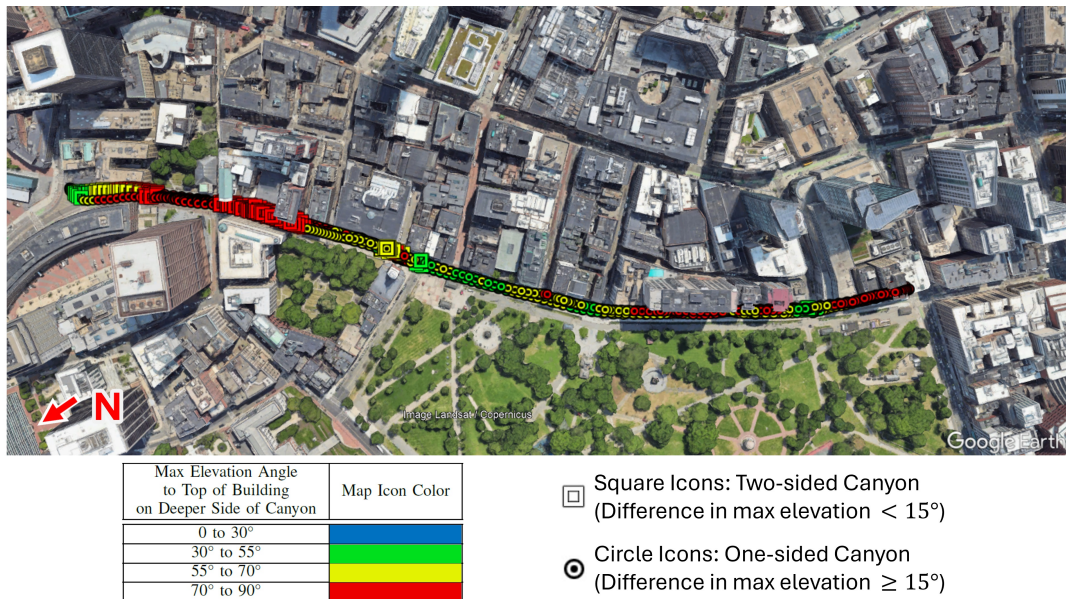 N
Image Landsat / Copernicus
Google Earth
Max Elevation Angle
to Top of Building
on Deeper Side of Canyon
Map Icon Color
0 to 30°
30° to 55°
55° to 70°
70° to 90°
Square Icons: Two-sided Canyon
(Difference in max elevation < 15°)
Circle Icons: One-sided Canyon
(Difference in max elevation ≥ 15°)